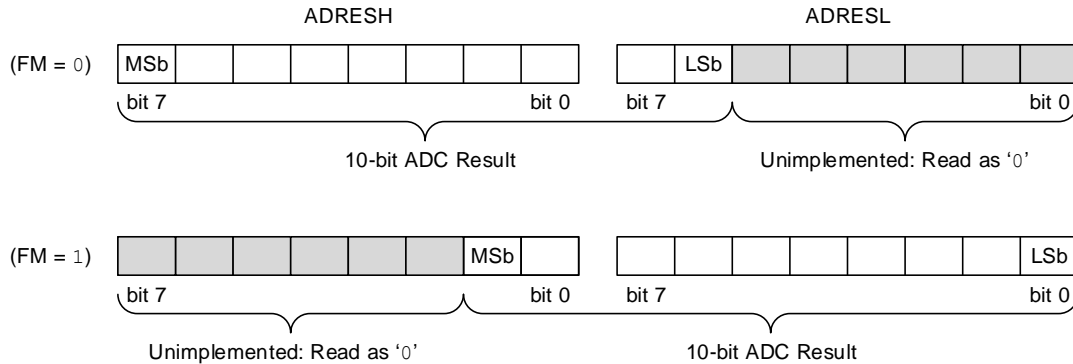 ADRESH ADRESL
(FM = 0) MSb LSb
bit 7 bit 0 bit 7 bit 0
10-bit ADC Result Unimplemented: Read as ‘0’
(FM = 1) MSb LSb
bit 7 bit 0 bit 7 bit 0
Unimplemented: Read as ‘0’ 10-bit ADC Result